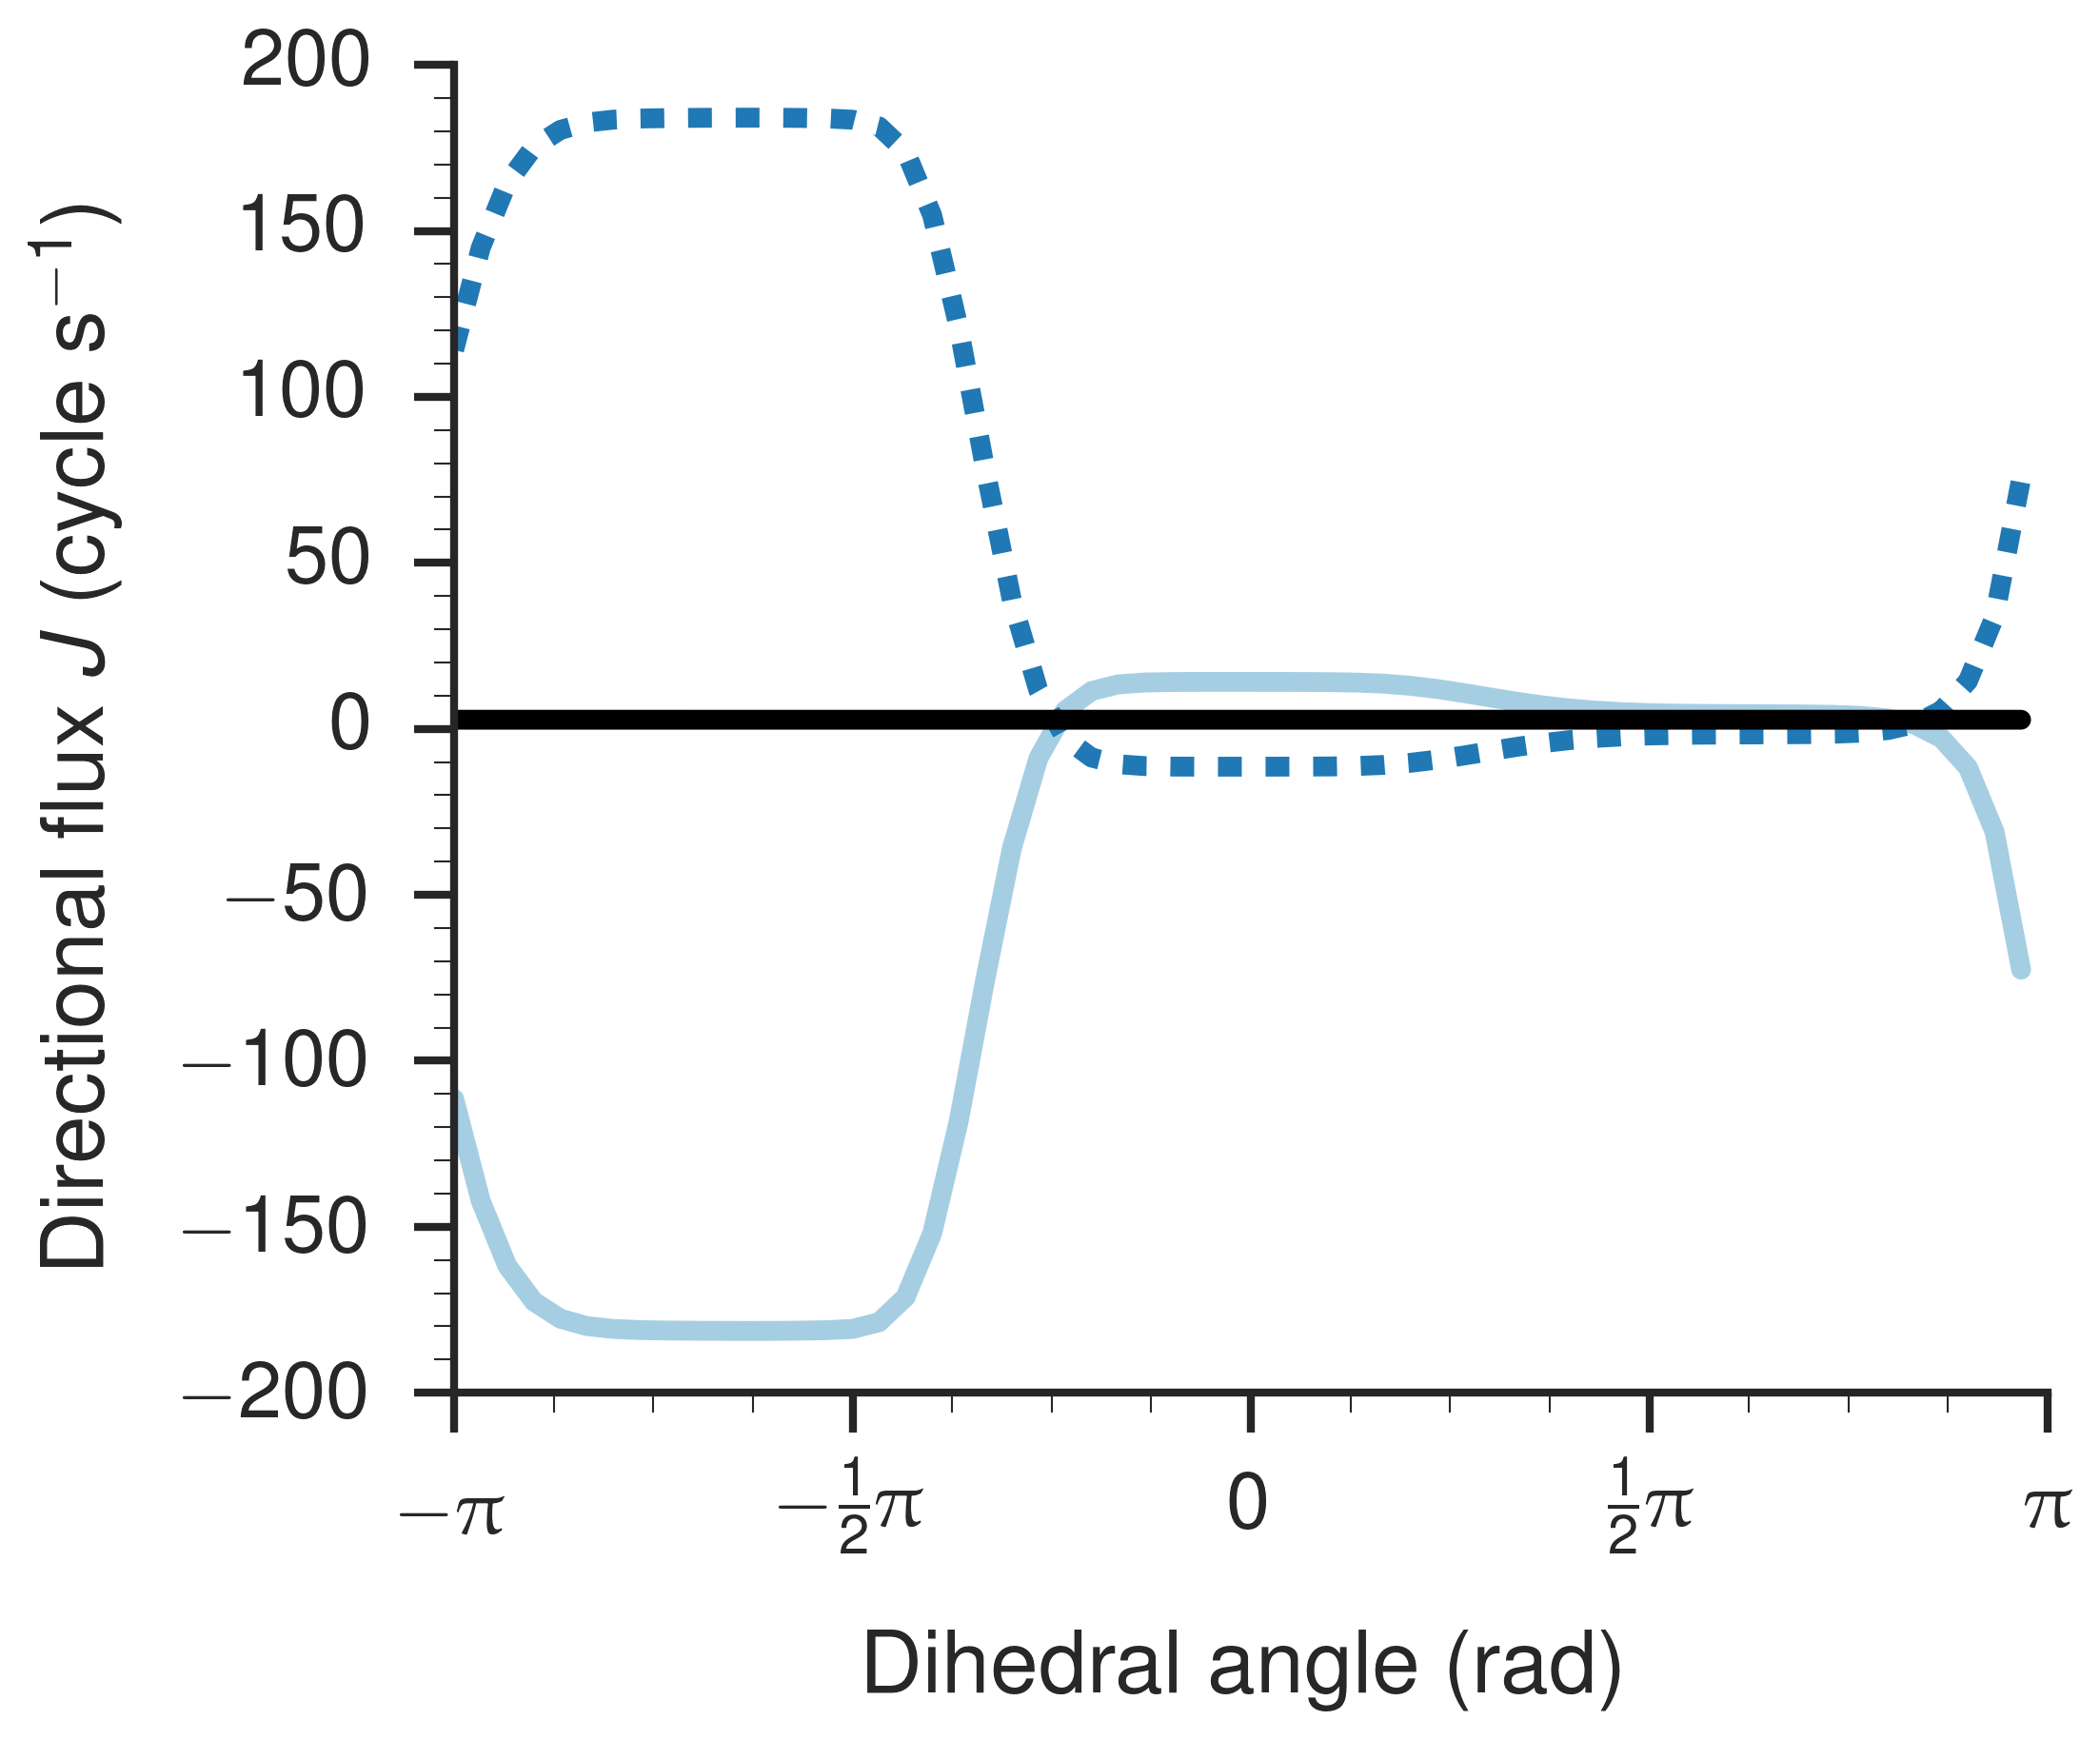 Directional flux J (cycle s⁻¹)
200
150
100
50
0
−50
−100
−150
−200
−π
−1/2π
0
1/2π
π
Dihedral angle (rad)